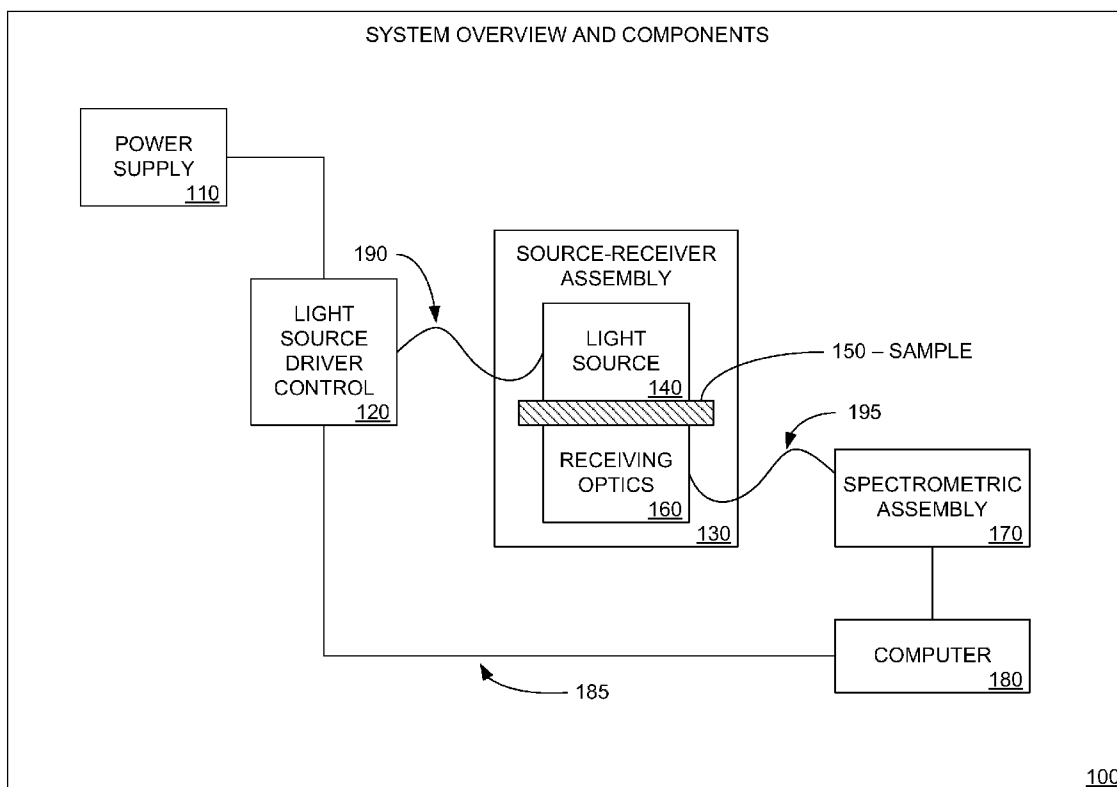 SYSTEM OVERVIEW AND COMPONENTS
POWER
SUPPLY
110
190
SOURCE-RECEIVER
ASSEMBLY
LIGHT
SOURCE
DRIVER
CONTROL
120
LIGHT
SOURCE
140
150 – SAMPLE
195
RECEIVING
OPTICS
160
130
SPECTROMETRIC
ASSEMBLY
170
COMPUTER
180
185
100